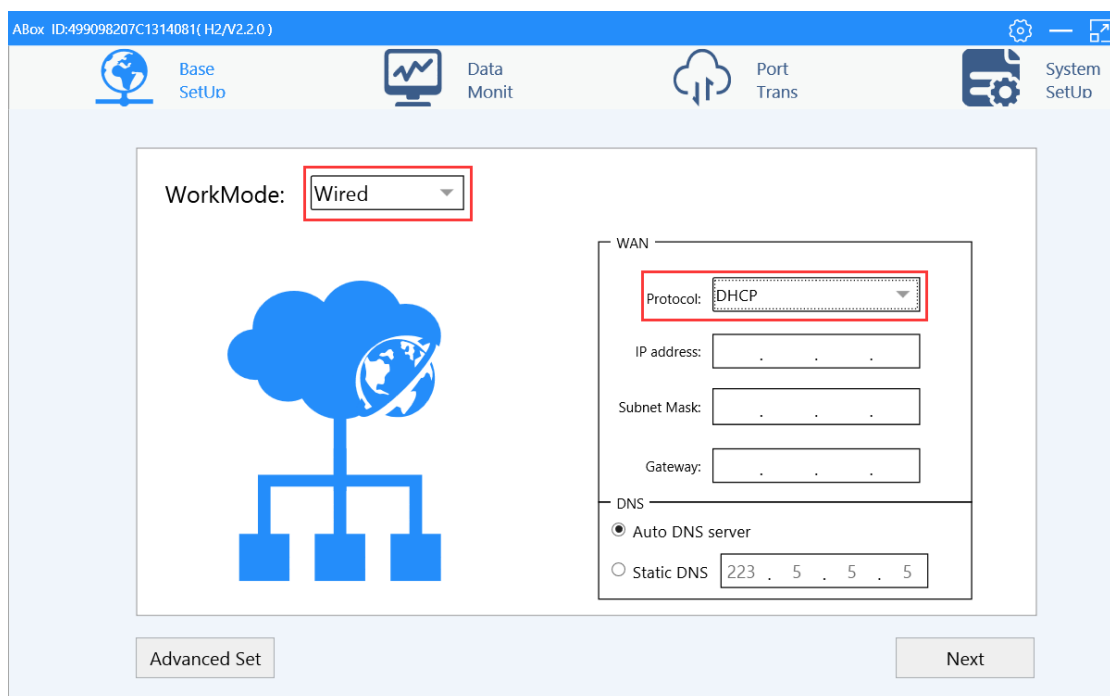 ABox ID:499098207C1314081( H2/V2.2.0 )
Base
SetUp
Data
Monit
Port
Trans
System
SetUp
WorkMode: Wired
WAN
Protocol: DHCP
IP address: . . .
Subnet Mask: . . .
Gateway: . . .
DNS
Auto DNS server
Static DNS 223 . 5 . 5 . 5
Advanced Set
Next